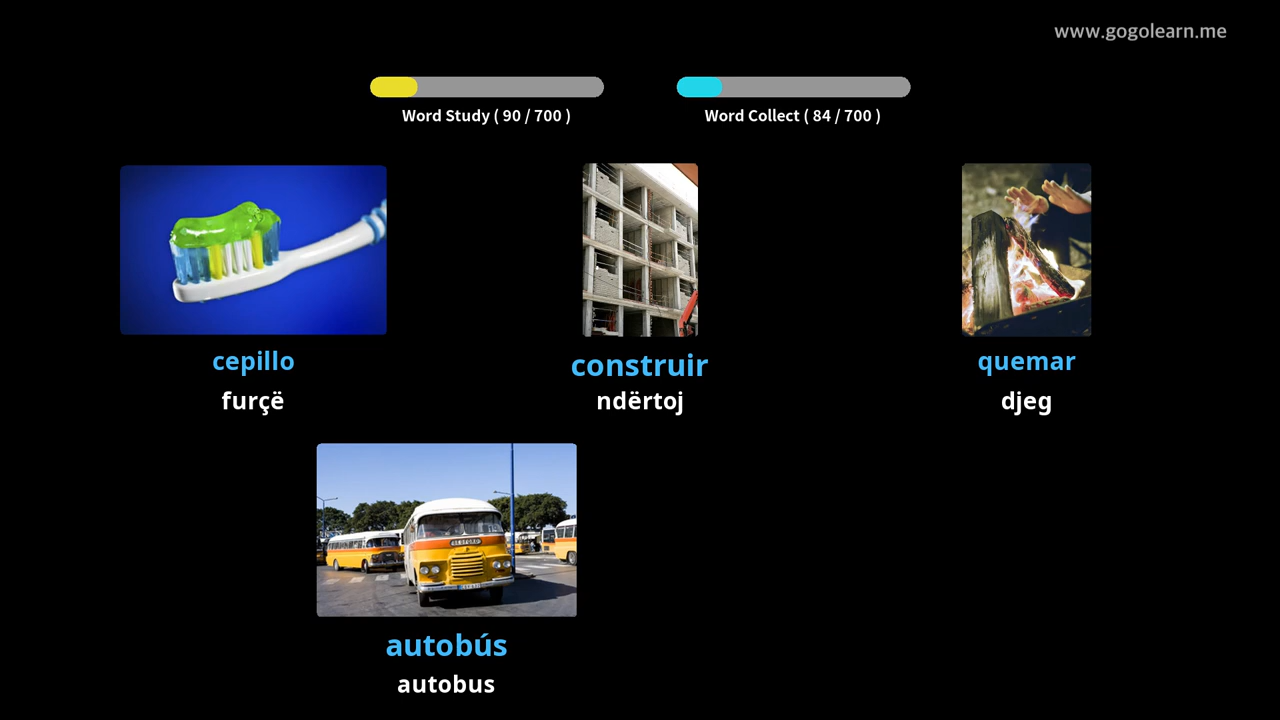 www.gogolearn.me
Word Study ( 90 / 700 )
Word Collect ( 84 / 700 )
cepillo
construir
quemar
furçë
ndërtoj
djeg
BEDFORD
autobús
autobus